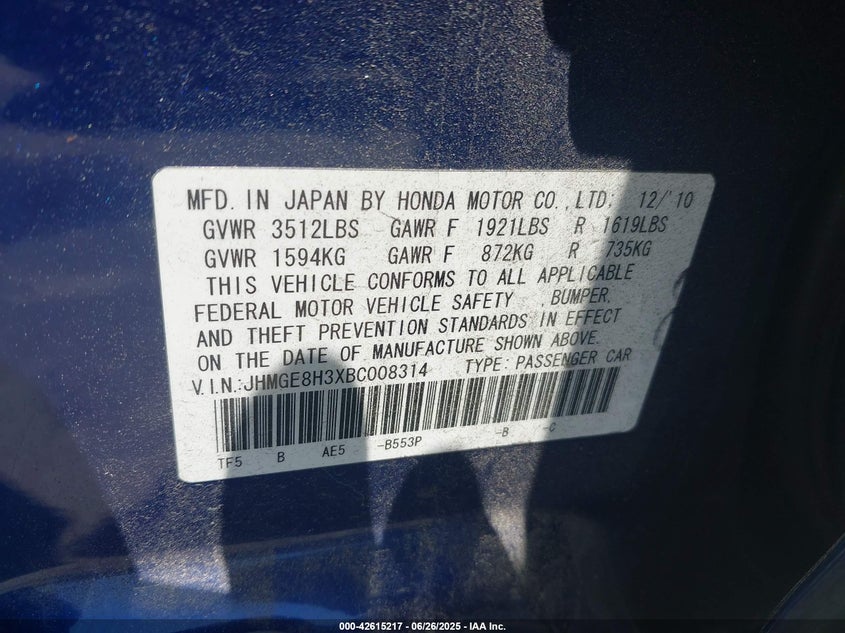 MFD. IN JAPAN BY HONDA MOTOR CO., LTD. 12/'10
GVWR 3512LBS GAWR F 1921LBS R 1619LBS
GVWR 1594KG GAWR F 872KG R 735KG
THIS VEHICLE CONFORMS TO ALL APPLICABLE
FEDERAL MOTOR VEHICLE SAFETY , BUMPER,
AND THEFT PREVENTION STANDARDS IN EFFECT
ON THE DATE OF MANUFACTURE SHOWN ABOVE.
V.I.N.:JHMGE8H3XBC008314 TYPE: PASSENGER CAR
TF5 B AE5 -B553P -B -C
000-42615217 - 06/26/2025 - IAA Inc.